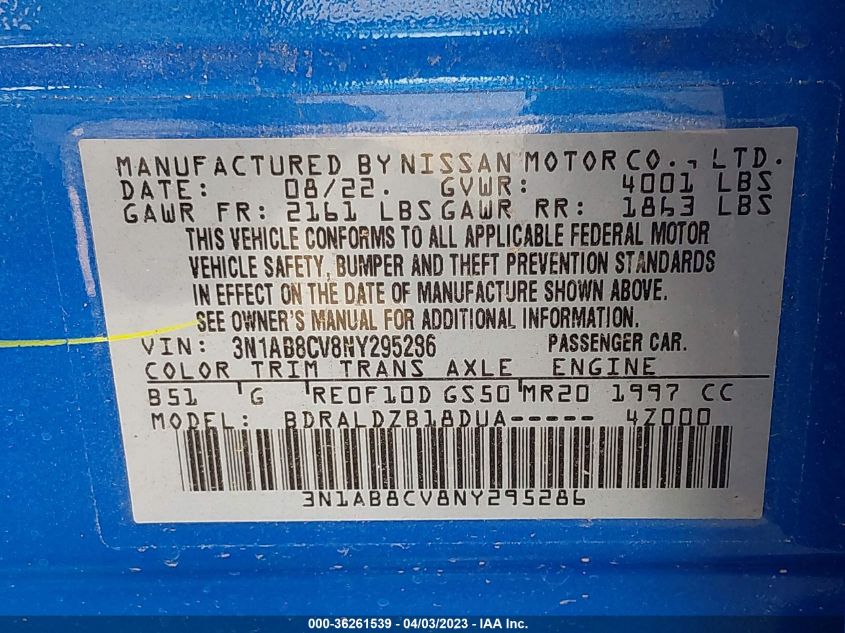 MANUFACTURED BY NISSAN MOTOR CO., LTD.
DATE: 08/22. GVWR: 4001 LBS
GAWR FR: 2161 LBS GAWR RR: 1863 LBS
THIS VEHICLE CONFORMS TO ALL APPLICABLE FEDERAL MOTOR
VEHICLE SAFETY, BUMPER AND THEFT PREVENTION STANDARDS
IN EFFECT ON THE DATE OF MANUFACTURE SHOWN ABOVE.
SEE OWNER'S MANUAL FOR ADDITIONAL INFORMATION.
VIN: 3N1AB8CV8NY295286 PASSENGER CAR.
COLOR TRIM TRANS AXLE ENGINE
B51 G RE0F10D GS50 MR20 1997 CC
MODEL: BDRALDZB18DUA----- 4Z000
3N1AB8CV8NY295286
000-36261539 - 04/03/2023 - IAA Inc.